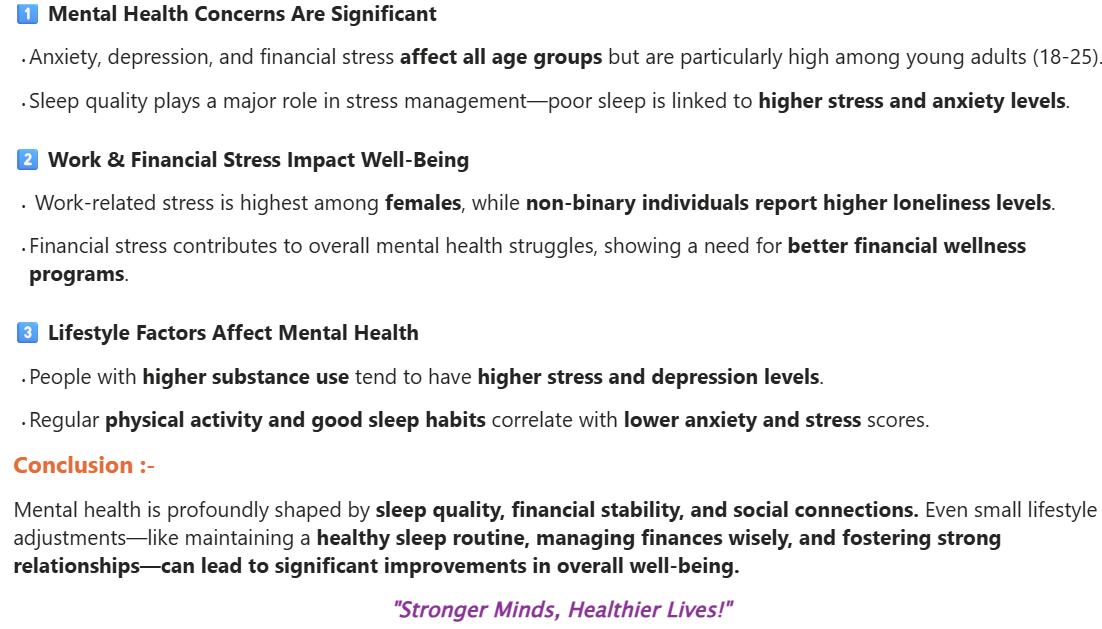 1 Mental Health Concerns Are Significant
· Anxiety, depression, and financial stress affect all age groups but are particularly high among young adults (18-25).
· Sleep quality plays a major role in stress management—poor sleep is linked to higher stress and anxiety levels.
2 Work & Financial Stress Impact Well-Being
· Work-related stress is highest among females, while non-binary individuals report higher loneliness levels.
· Financial stress contributes to overall mental health struggles, showing a need for better financial wellness
programs.
3 Lifestyle Factors Affect Mental Health
· People with higher substance use tend to have higher stress and depression levels.
· Regular physical activity and good sleep habits correlate with lower anxiety and stress scores.
Conclusion :-
Mental health is profoundly shaped by sleep quality, financial stability, and social connections. Even small lifestyle
adjustments—like maintaining a healthy sleep routine, managing finances wisely, and fostering strong
relationships—can lead to significant improvements in overall well-being.
"Stronger Minds, Healthier Lives!"